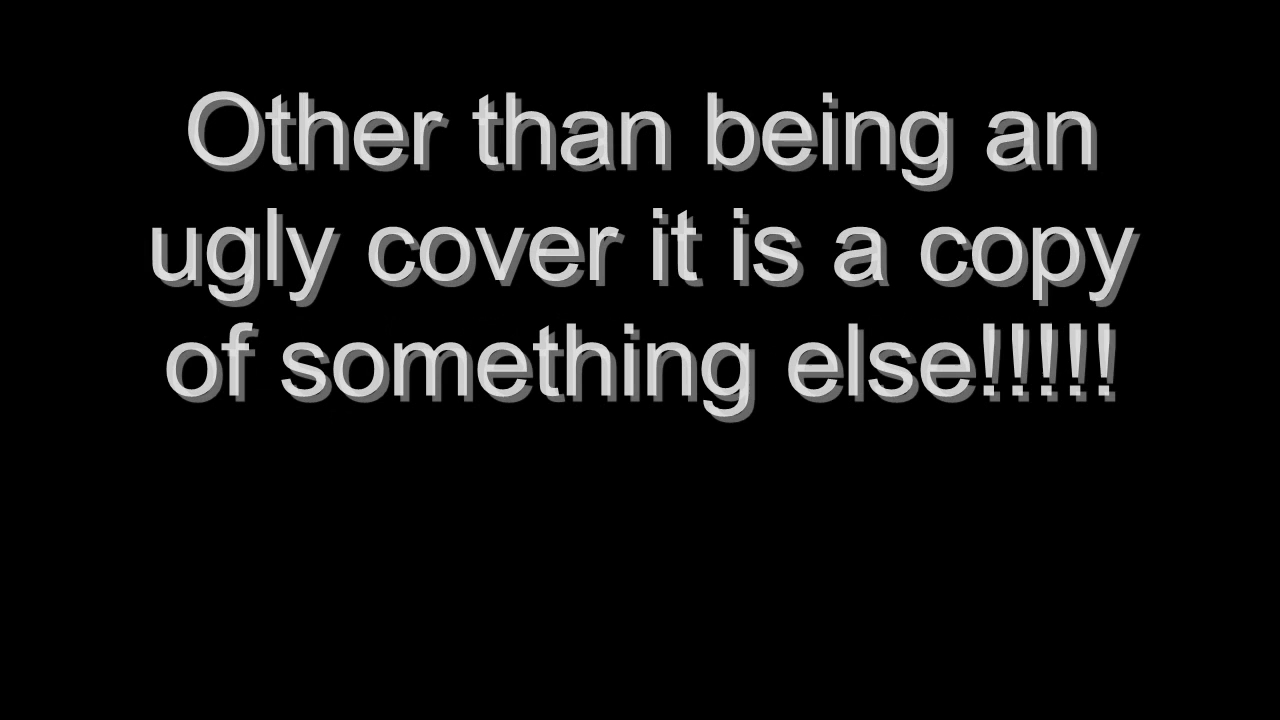 Other than being an
ugly cover it is a copy
of something else!!!!!